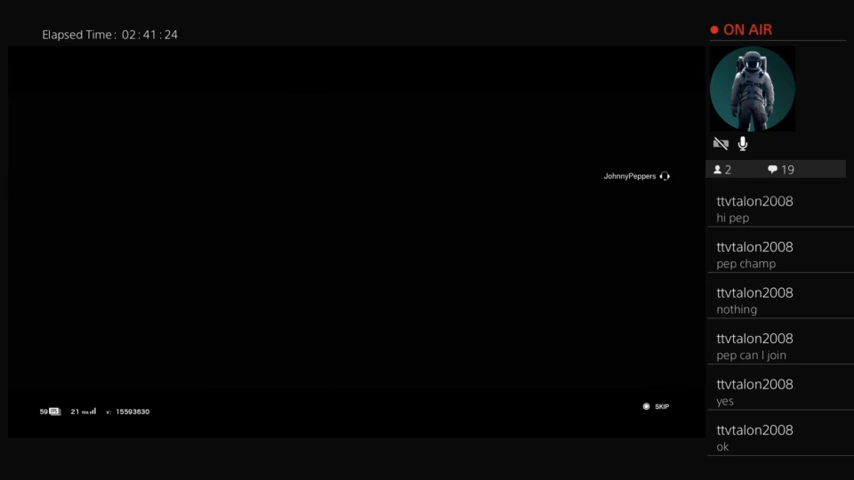 Elapsed Time: 02:41:24
ON AIR
2 19
JohnnyPeppers
ttvtalon2008
hi pep
ttvtalon2008
pep champ
ttvtalon2008
nothing
ttvtalon2008
pep can I join
ttvtalon2008
yes
ttvtalon2008
ok
SKIP
59 21 ms v: 15593630